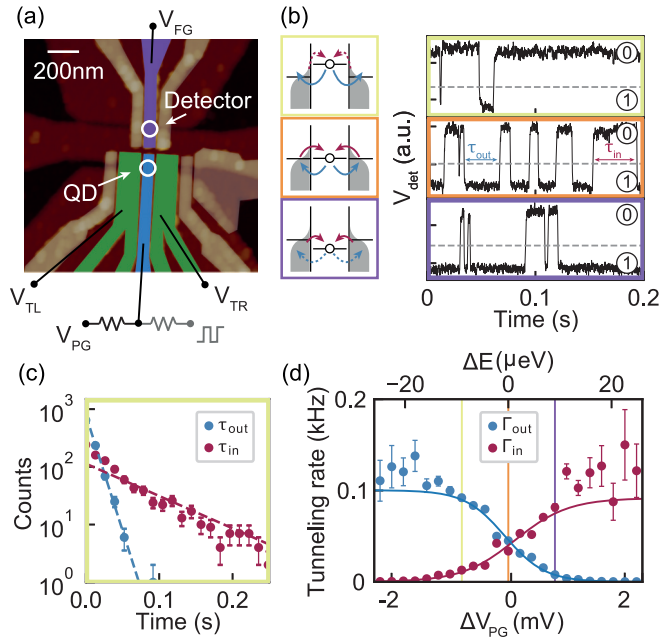 (a)
V_FG
200nm
Detector
QD
V_TL
V_TR
V_PG
(b)
V_det (a.u.)
0
1
τ_out
τ_in
0
1
0
1
0 0.1 0.2
Time (s)
(c)
Counts
10^3
10^2
10^1
10^0
τ_out
τ_in
0.0 0.1 0.2
Time (s)
(d)
ΔE (μeV)
−20 0 20
Tunneling rate (kHz)
0.2
0.1
0
Γ_out
Γ_in
−2 0 2
ΔV_PG (mV)